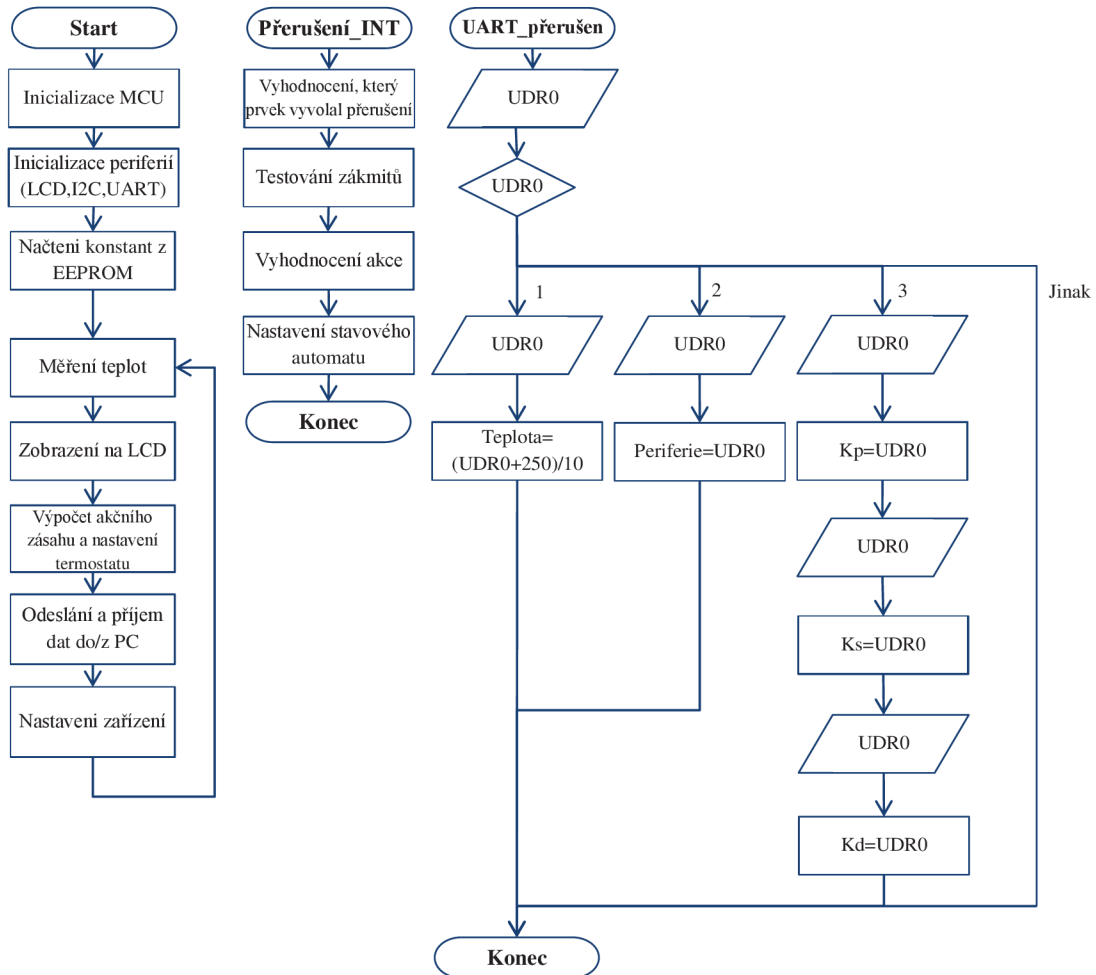 Start
Inicializace MCU
Inicializace periferií
(LCD,I2C,UART)
Načteni konstant z
EEPROM
Měření teplot
Zobrazení na LCD
Výpočet akčního
zásahu a nastavení
termostatu
Odeslání a příjem
dat do/z PC
Nastaveni zařízení
Přerušení_INT
Vyhodnocení, který
prvek vyvolal přerušení
Testování zákmitů
Vyhodnocení akce
Nastavení stavového
automatu
Konec
UART_přerušen
UDR0
UDR0
1
UDR0
Teplota=
(UDR0+250)/10
2
UDR0
Periferie=UDR0
3
UDR0
Kp=UDR0
UDR0
Ks=UDR0
UDR0
Kd=UDR0
Jinak
Konec